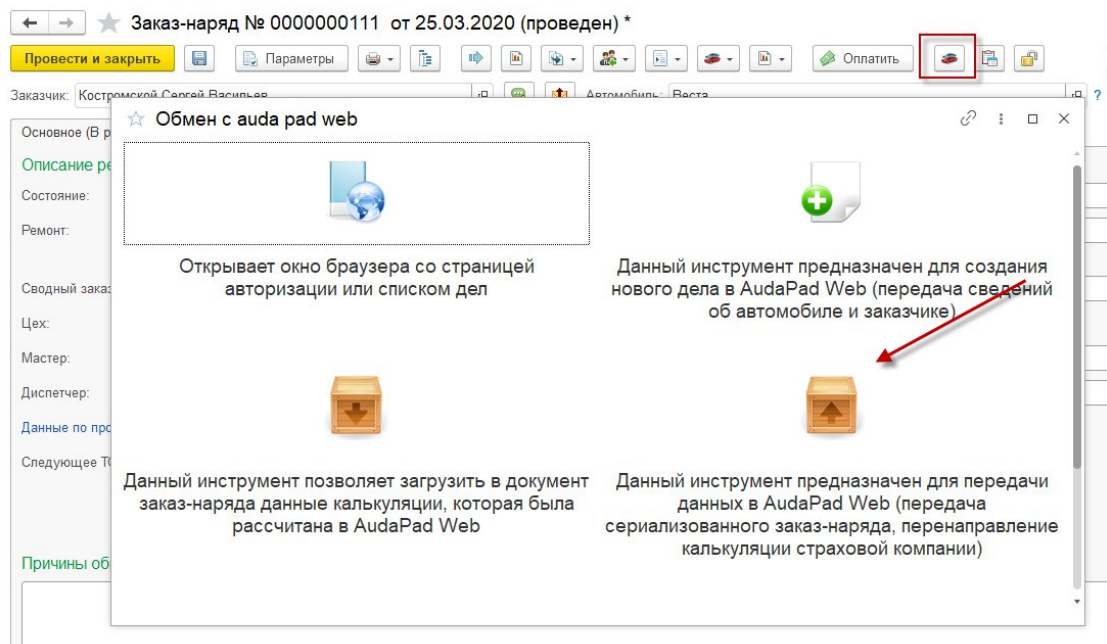 Заказ-наряд № 0000000111 от 25.03.2020 (проведен) *
Провести и закрыть
Параметры
Оплатить
Заказчик: Костромской Сергей Васильев
Автомобиль: Веста
?
Обмен с auda pad web
Основное (В р
Описание ре
Состояние:
Ремонт:
Открывает окно браузера со страницей
авторизации или списком дел
Данный инструмент предназначен для создания
нового дела в AudaPad Web (передача сведений
об автомобиле и заказчике)
Сводный заказ
Цех:
Мастер:
Диспетчер:
Данные по про
Следующее ТО
Данный инструмент позволяет загрузить в документ
заказ-наряда данные калькуляции, которая была
рассчитана в AudaPad Web
Данный инструмент предназначен для передачи
данных в AudaPad Web (передача
сериализованного заказ-наряда, перенаправление
калькуляции страховой компании)
Причины об